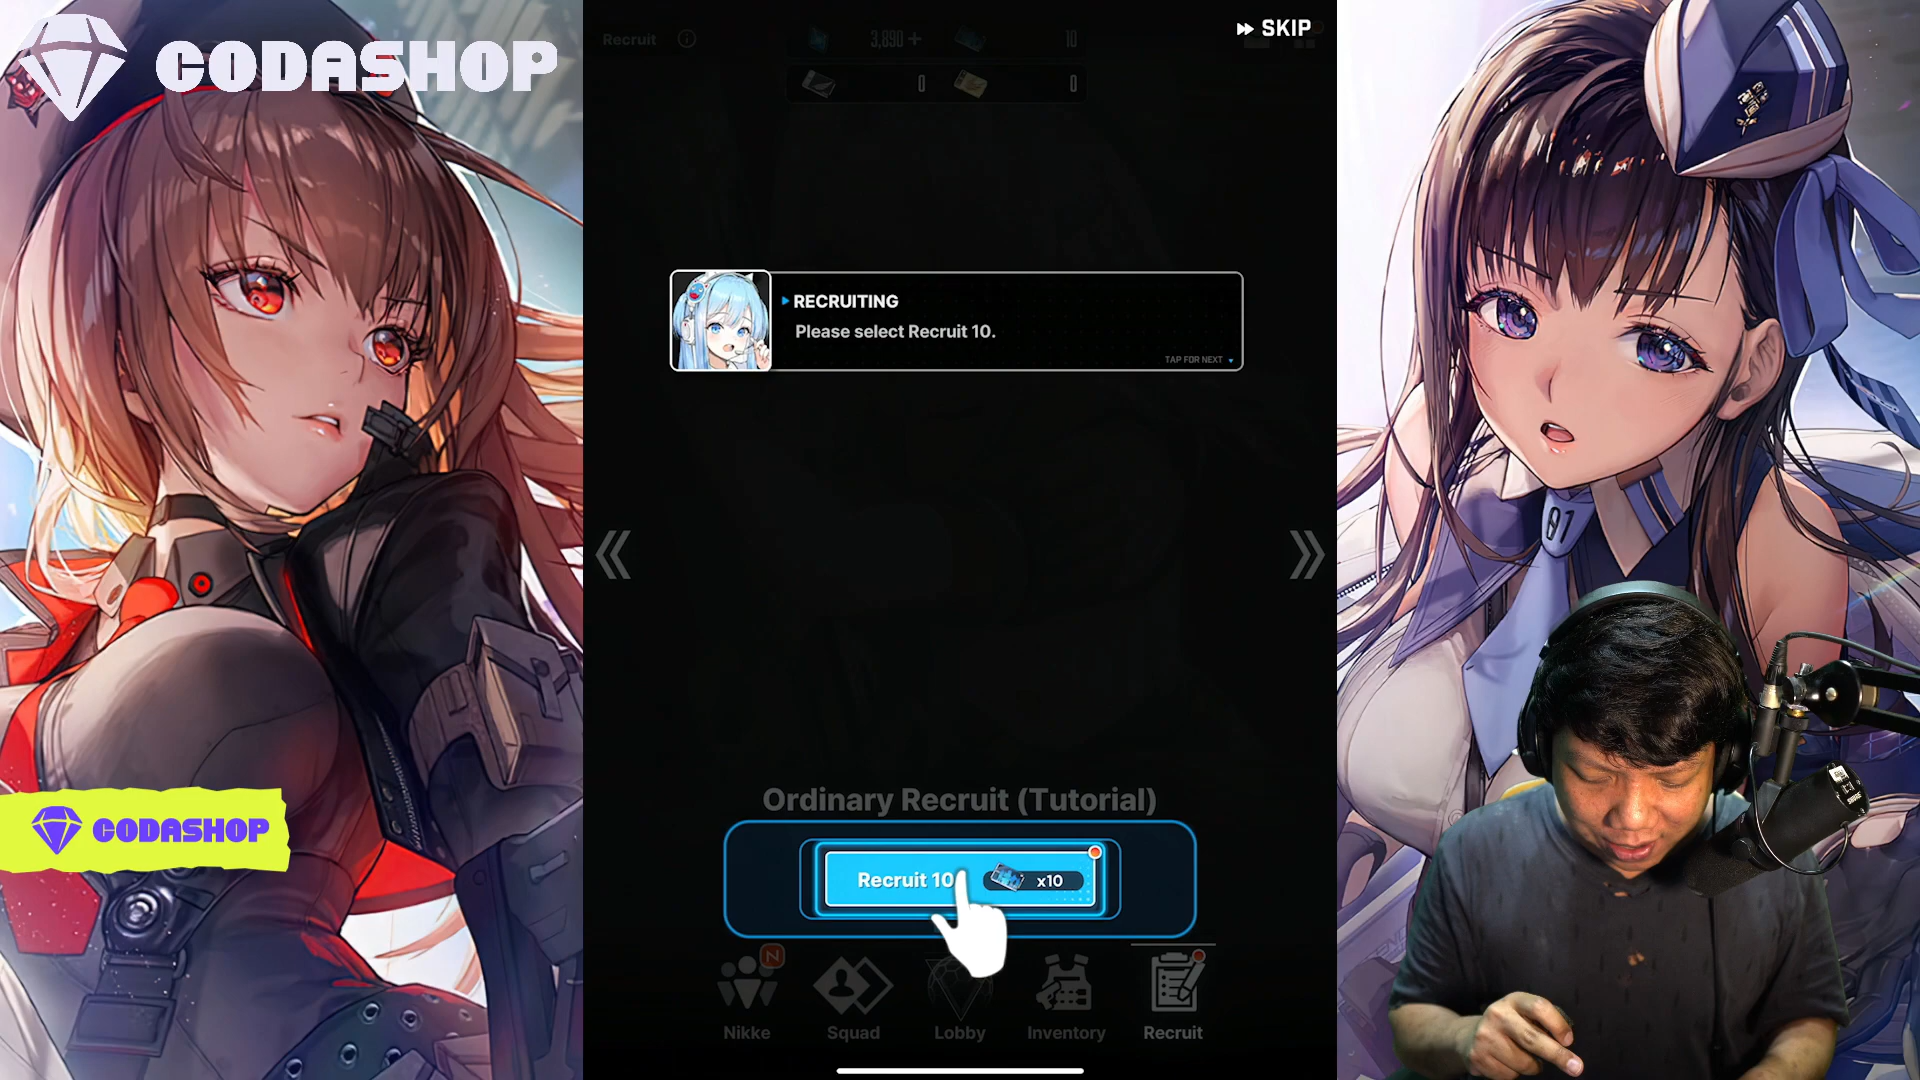 CODASHOP
Recruit
3,890 +
10
SKIP
0
0
RECRUITING
Please select Recruit 10.
TAP FOR NEXT
01
Ordinary Recruit (Tutorial)
Recruit 10
x10
CODASHOP
N
Nikke
Squad
Lobby
Inventory
Recruit